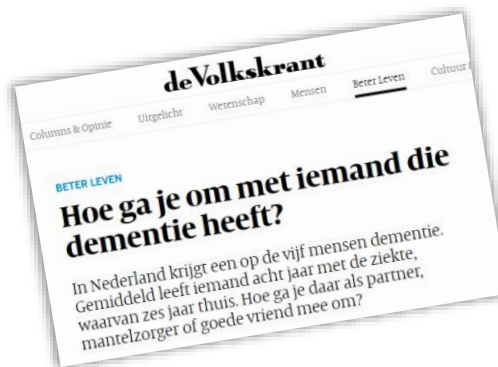 deVolkskrant
Columns & Opinie Uitgelicht Wetenschap Mensen Beter Leven Cultuur
BETER LEVEN
Hoe ga je om met iemand die
dementie heeft?
In Nederland krijgt een op de vijf mensen dementie.
Gemiddeld leeft iemand acht jaar met de ziekte,
waarvan zes jaar thuis. Hoe ga je daar als partner,
mantelzorger of goede vriend mee om?